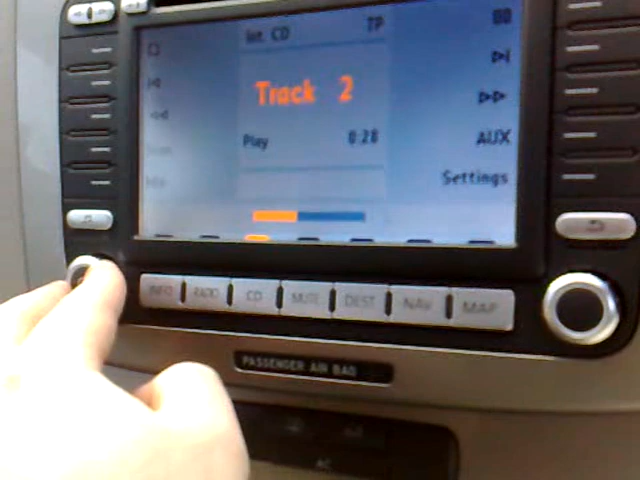 Int. CD TP
Track 2
AUX
Play 0:28
Settings
INFO RADIO CD MUTE DEST NAV MAP
PASSENGER AIR BAG
AC